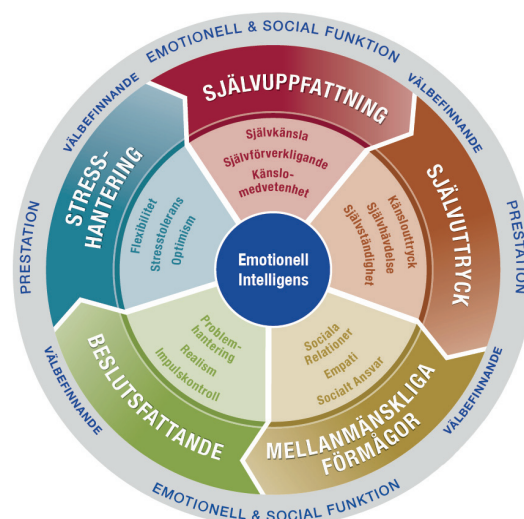 EMOTIONELL & SOCIAL FUNKTION
VÄLBEFINNANDE
VÄLBEFINNANDE
PRESTATION
PRESTATION
VÄLBEFINNANDE
VÄLBEFINNANDE
EMOTIONELL & SOCIAL FUNKTION
SJÄLVUPPFATTNING
Självkänsla
Självförverkligande
Känslo-
medvetenhet
SJÄLVUTTRYCK
Känslouttryck
Självhävdelse
Självständighet
MELLANMÄNSKLIGA
FÖRMÅGOR
Sociala
Relationer
Empati
Socialt Ansvar
BESLUTSFATTANDE
Problem-
hantering
Realism
Impulskontroll
STRESS-
HANTERING
Flexibilitet
Stresstolerans
Optimism
Emotionell
Intelligens